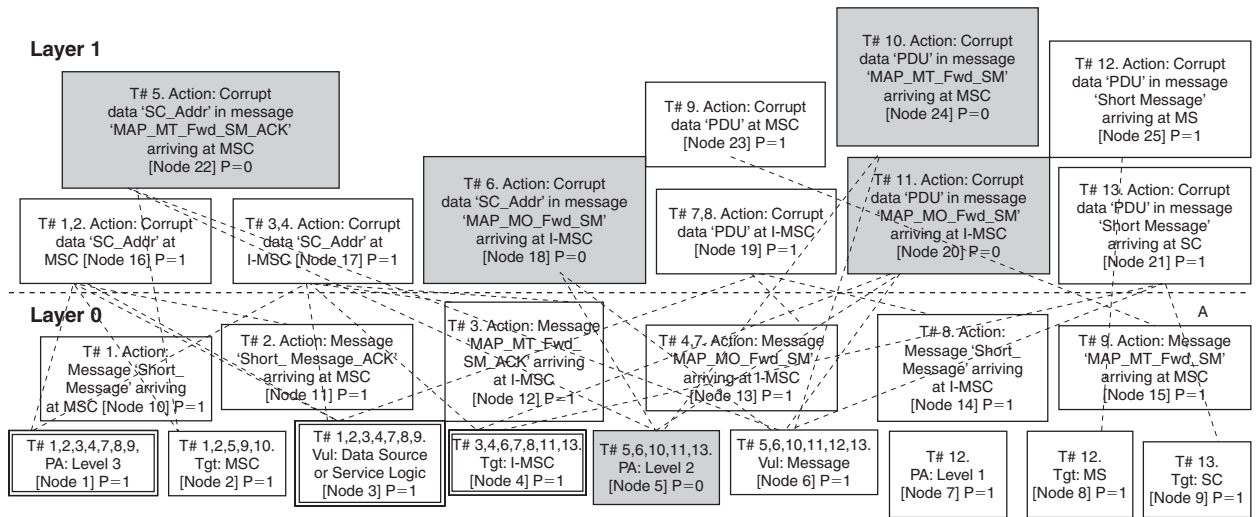 Layer 1
T# 5. Action: Corrupt
data ‘SC_Addr’ in message
‘MAP_MT_Fwd_SM_ACK’
arriving at MSC
[Node 22] P=0
T# 10. Action: Corrupt
data ‘PDU’ in message
‘MAP_MT_Fwd_SM’
arriving at MSC
[Node 24] P=0
T# 12. Action: Corrupt
data ‘PDU’ in message
‘Short Message’
arriving at MS
[Node 25] P=1
T# 9. Action: Corrupt
data ‘PDU’ at MSC
[Node 23] P=1
T# 1,2. Action: Corrupt
data ‘SC_Addr’ at
MSC [Node 16] P=1
T# 3,4. Action: Corrupt
data ‘SC_Addr’ at
I-MSC [Node 17] P=1
T# 6. Action: Corrupt
data ‘SC_Addr’ in message
‘MAP_MO_Fwd_SM’
arriving at I-MSC
[Node 18] P=0
T# 7,8. Action: Corrupt
data ‘PDU’ at I-MSC
[Node 19] P=1
T# 11. Action: Corrupt
data ‘PDU’ in message
‘MAP_MO_Fwd_SM’
arriving at I-MSC
[Node 20] P=0
T# 13. Action: Corrupt
data ‘PDU’ in message
‘Short Message’
arriving at SC
[Node 21] P=1
Layer 0
T# 1. Action:
Message ‘Short_
Message’ arriving
at MSC [Node 10] P=1
T# 2. Action: Message
‘Short_Message_ACK’
arriving at MSC
[Node 11] P=1
T# 3. Action: Message
‘MAP_MT_Fwd_
SM_ACK’ arriving
at I-MSC
[Node 12] P=1
T# 4,7. Action: Message
‘MAP_MO_Fwd_SM’
arriving at I-MSC
[Node 13] P=1
T# 8. Action:
Message ‘Short_
Message’ arriving
at I-MSC
[Node 14] P=1
A
T# 9. Action: Message
‘MAP_MT_Fwd_SM’
arriving at MSC
[Node 15] P=1
T# 1,2,3,4,7,8,9,
PA: Level 3
[Node 1] P=1
T# 1,2,5,9,10.
Tgt: MSC
[Node 2] P=1
T# 1,2,3,4,7,8,9.
Vul: Data Source
or Service Logic
[Node 3] P=1
T# 3,4,6,7,8,11,13.
Tgt: I-MSC
[Node 4] P=1
T# 5,6,10,11,13.
PA: Level 2
[Node 5] P=0
T# 5,6,10,11,12,13.
Vul: Message
[Node 6] P=1
T# 12.
PA: Level 1
[Node 7] P=1
T# 12.
Tgt: MS
[Node 8] P=1
T# 13.
Tgt: SC
[Node 9] P=1